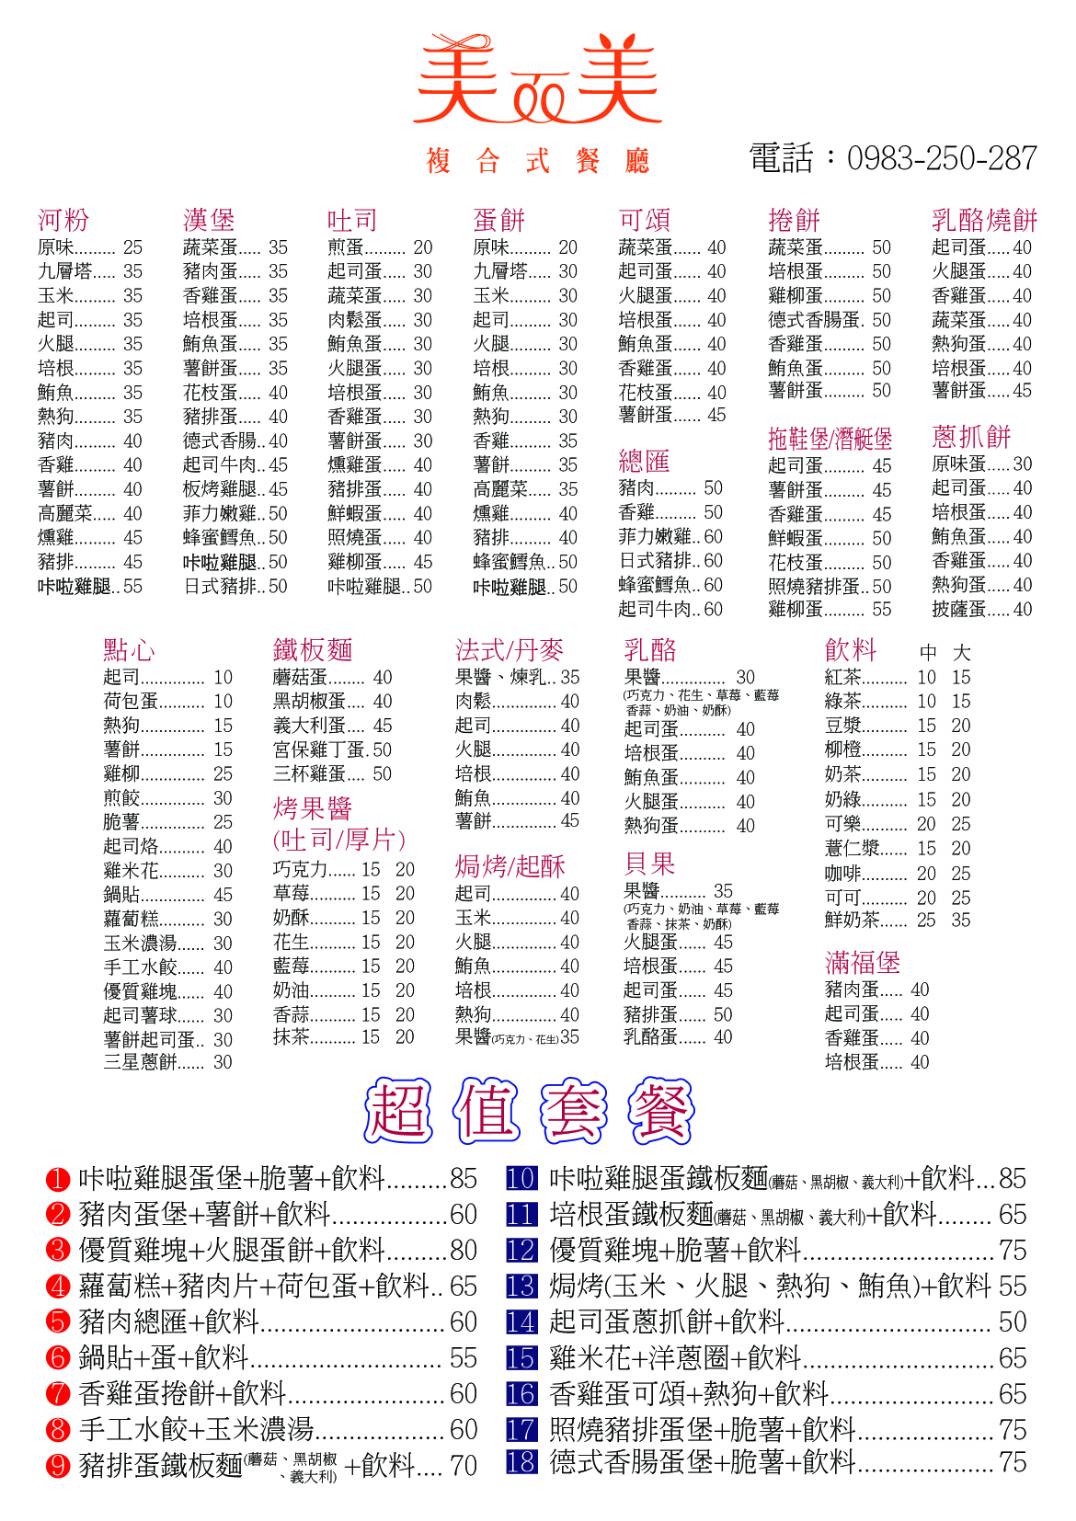 美而美
複合式餐廳
電話：0983-250-287
河粉
原味......... 25
九層塔..... 35
玉米......... 35
起司......... 35
火腿......... 35
培根......... 35
鮪魚......... 35
熱狗......... 35
豬肉......... 40
香雞......... 40
薯餅......... 40
高麗菜..... 40
燻雞......... 45
豬排......... 45
咔啦雞腿.. 55
漢堡
蔬菜蛋..... 35
豬肉蛋..... 35
香雞蛋..... 35
培根蛋..... 35
鮪魚蛋..... 35
薯餅蛋..... 35
花枝蛋..... 40
豬排蛋..... 40
德式香腸.. 40
起司牛肉.. 45
板烤雞腿.. 45
菲力嫩雞.. 50
蜂蜜鱈魚.. 50
咔啦雞腿.. 50
日式豬排.. 50
吐司
煎蛋......... 20
起司蛋..... 30
蔬菜蛋..... 30
肉鬆蛋..... 30
鮪魚蛋..... 30
火腿蛋..... 30
培根蛋..... 30
香雞蛋..... 30
薯餅蛋..... 30
燻雞蛋..... 40
豬排蛋..... 40
鮮蝦蛋..... 40
照燒蛋..... 40
雞柳蛋..... 45
咔啦雞腿.. 50
蛋餅
原味......... 20
九層塔..... 30
玉米......... 30
起司......... 30
火腿......... 30
培根......... 30
鮪魚......... 30
熱狗......... 30
香雞......... 35
薯餅......... 35
高麗菜..... 35
燻雞......... 40
豬排......... 40
蜂蜜鱈魚.. 50
咔啦雞腿.. 50
可頌
蔬菜蛋...... 40
起司蛋...... 40
火腿蛋...... 40
培根蛋...... 40
鮪魚蛋...... 40
香雞蛋...... 40
花枝蛋...... 40
薯餅蛋...... 45
總匯
豬肉......... 50
香雞......... 50
菲力嫩雞.. 60
日式豬排.. 60
蜂蜜鱈魚.. 60
起司牛肉.. 60
捲餅
蔬菜蛋......... 50
培根蛋......... 50
雞柳蛋......... 50
德式香腸蛋. 50
香雞蛋......... 50
鮪魚蛋......... 50
薯餅蛋......... 50
拖鞋堡/潛艇堡
起司蛋......... 45
薯餅蛋......... 45
香雞蛋......... 45
鮮蝦蛋......... 50
花枝蛋......... 50
照燒豬排蛋.. 50
雞柳蛋......... 55
乳酪燒餅
起司蛋..... 40
火腿蛋..... 40
香雞蛋..... 40
蔬菜蛋..... 40
熱狗蛋..... 40
培根蛋..... 40
薯餅蛋..... 45
蔥抓餅
原味蛋..... 30
起司蛋..... 40
培根蛋..... 40
鮪魚蛋..... 40
香雞蛋..... 40
熱狗蛋..... 40
披薩蛋..... 40
點心
起司.............. 10
荷包蛋.......... 10
熱狗.............. 15
薯餅.............. 15
雞柳.............. 25
煎餃.............. 30
脆薯.............. 25
起司烙.......... 40
雞米花.......... 30
鍋貼.............. 45
蘿蔔糕.......... 30
玉米濃湯...... 30
手工水餃...... 40
優質雞塊...... 40
起司薯球...... 30
薯餅起司蛋.. 30
三星蔥餅...... 30
鐵板麵
蘑菇蛋........ 40
黑胡椒蛋.... 40
義大利蛋.... 45
宮保雞丁蛋. 50
三杯雞蛋.... 50
烤果醬
(吐司/厚片)
巧克力...... 15 20
草莓.......... 15 20
奶酥.......... 15 20
花生.......... 15 20
藍莓.......... 15 20
奶油.......... 15 20
香蒜.......... 15 20
抹茶.......... 15 20
法式/丹麥
果醬、煉乳.. 35
肉鬆.............. 40
起司.............. 40
火腿.............. 40
培根.............. 40
鮪魚.............. 40
薯餅.............. 45
焗烤/起酥
起司.............. 40
玉米.............. 40
火腿.............. 40
鮪魚.............. 40
培根.............. 40
熱狗.............. 40
果醬(巧克力、花生)35
乳酪
果醬.............. 30
(巧克力、花生、草莓、藍莓
香蒜、奶油、奶酥)
起司蛋.......... 40
培根蛋.......... 40
鮪魚蛋.......... 40
火腿蛋.......... 40
熱狗蛋.......... 40
貝果
果醬.......... 35
(巧克力、奶油、草莓、藍莓
香蒜、抹茶、奶酥)
火腿蛋...... 45
培根蛋...... 45
起司蛋...... 45
豬排蛋...... 50
乳酪蛋...... 40
飲料 中 大
紅茶.......... 10 15
綠茶.......... 10 15
豆漿.......... 15 20
柳橙.......... 15 20
奶茶.......... 15 20
奶綠.......... 15 20
可樂.......... 20 25
薏仁漿...... 15 20
咖啡.......... 20 25
可可.......... 20 25
鮮奶茶...... 25 35
滿福堡
豬肉蛋..... 40
起司蛋..... 40
香雞蛋..... 40
培根蛋..... 40
超值套餐
1 咔啦雞腿蛋堡+脆薯+飲料.........85
2 豬肉蛋堡+薯餅+飲料.................60
3 優質雞塊+火腿蛋餅+飲料.........80
4 蘿蔔糕+豬肉片+荷包蛋+飲料.. 65
5 豬肉總匯+飲料........................... 60
6 鍋貼+蛋+飲料............................ 55
7 香雞蛋捲餅+飲料....................... 60
8 手工水餃+玉米濃湯................... 60
9 豬排蛋鐵板麵(蘑菇、黑胡椒、義大利)+飲料.... 70
10 咔啦雞腿蛋鐵板麵(蘑菇、黑胡椒、義大利)+飲料...85
11 培根蛋鐵板麵(蘑菇、黑胡椒、義大利)+飲料........ 65
12 優質雞塊+脆薯+飲料............................75
13 焗烤(玉米、火腿、熱狗、鮪魚)+飲料 55
14 起司蛋蔥抓餅+飲料.............................. 50
15 雞米花+洋蔥圈+飲料............................65
16 香雞蛋可頌+熱狗+飲料........................65
17 照燒豬排蛋堡+脆薯+飲料....................75
18 德式香腸蛋堡+脆薯+飲料....................75